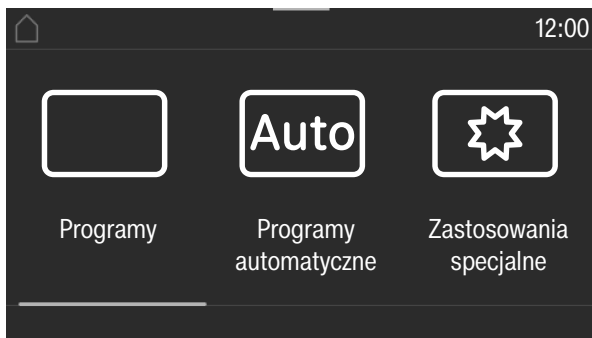 12:00
Auto
Programy
Programy
automatyczne
Zastosowania
specjalne